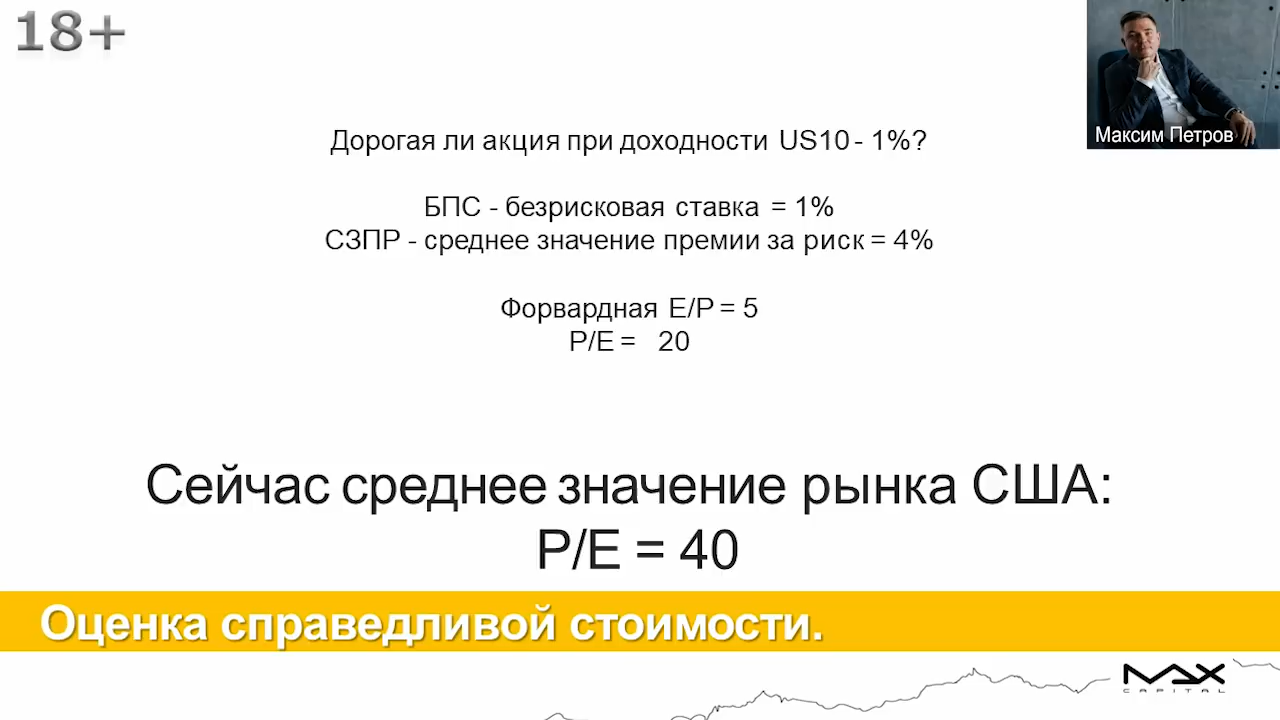 18+
Максим Петров
Дорогая ли акция при доходности US10 - 1%?
БПС - безрисковая ставка = 1%
СЗПР - среднее значение премии за риск = 4%
Форвардная E/P = 5
P/E = 20
Сейчас среднее значение рынка США:
P/E = 40
Оценка справедливой стоимости.
MAX
CAPITAL